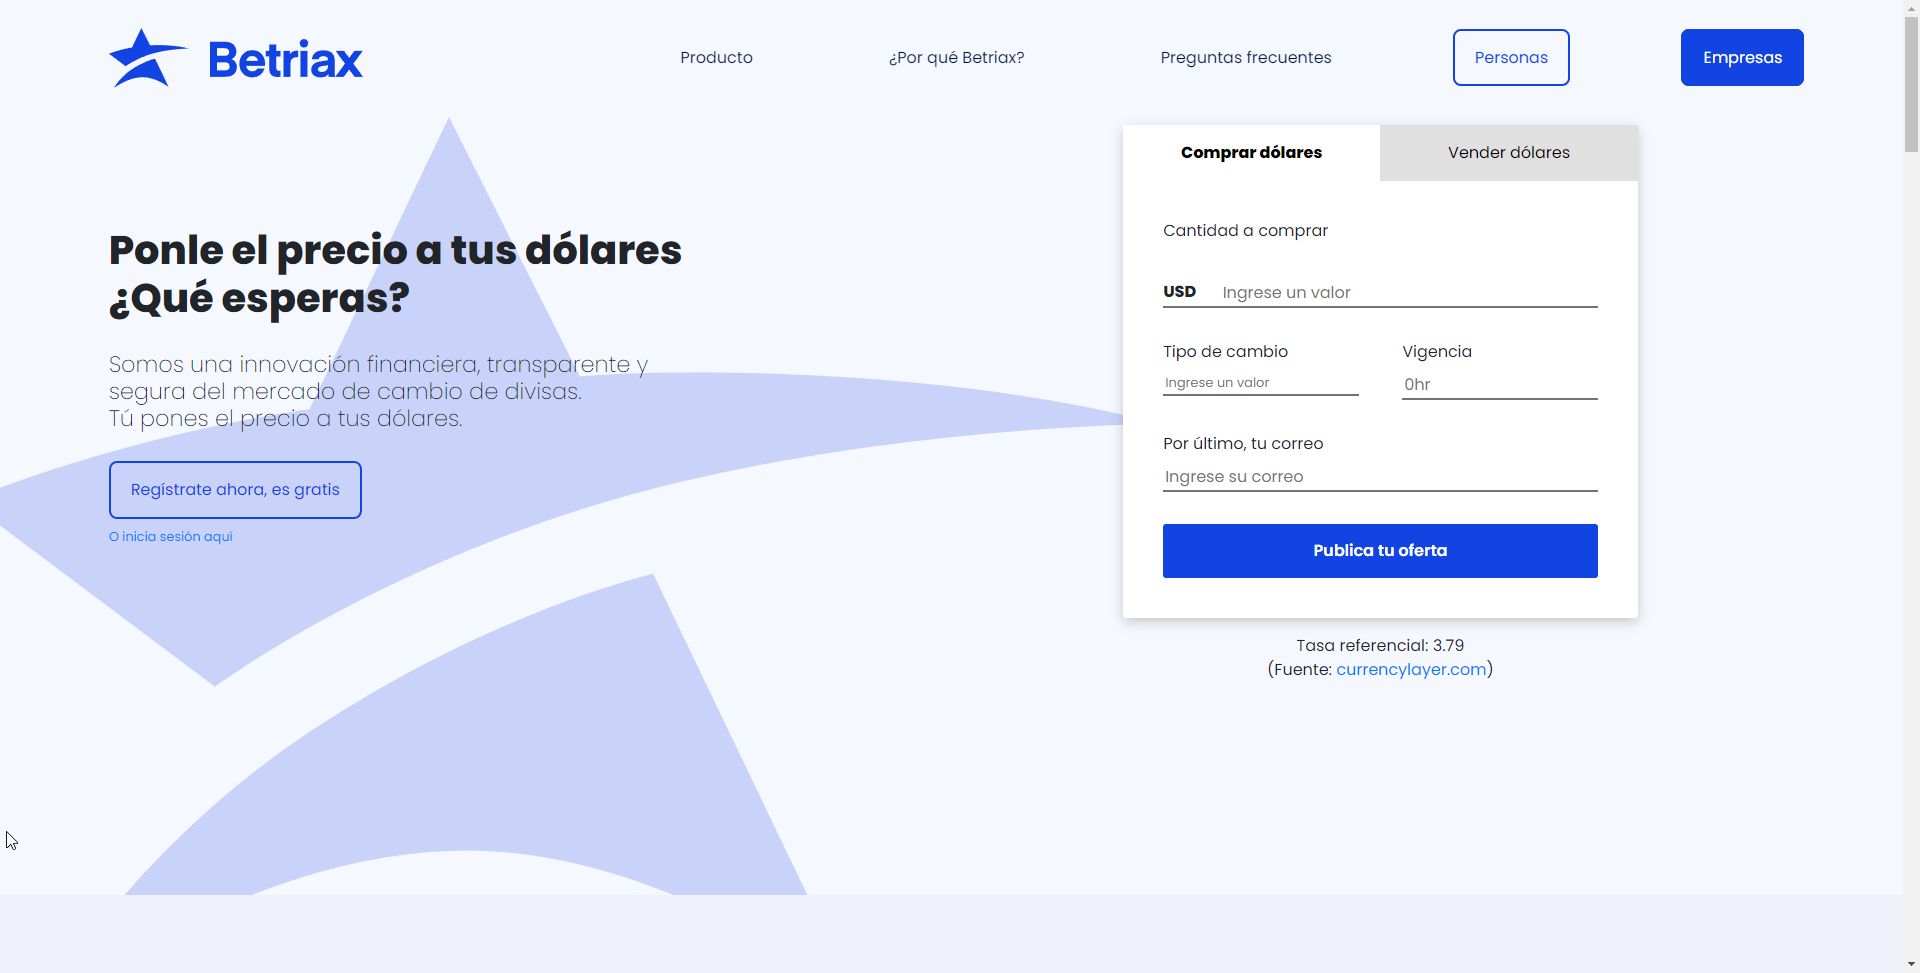 Betriax
Producto
¿Por qué Betriax?
Preguntas frecuentes
Personas
Empresas
Ponle el precio a tus dólares
¿Qué esperas?
Somos una innovación financiera, transparente y
segura del mercado de cambio de divisas.
Tú pones el precio a tus dólares.
Regístrate ahora, es gratis
O inicia sesión aquí
Comprar dólares
Vender dólares
Cantidad a comprar
USD Ingrese un valor
Tipo de cambio
Ingrese un valor
Vigencia
0hr
Por último, tu correo
Ingrese su correo
Publica tu oferta
Tasa referencial: 3.79
(Fuente: currencylayer.com)